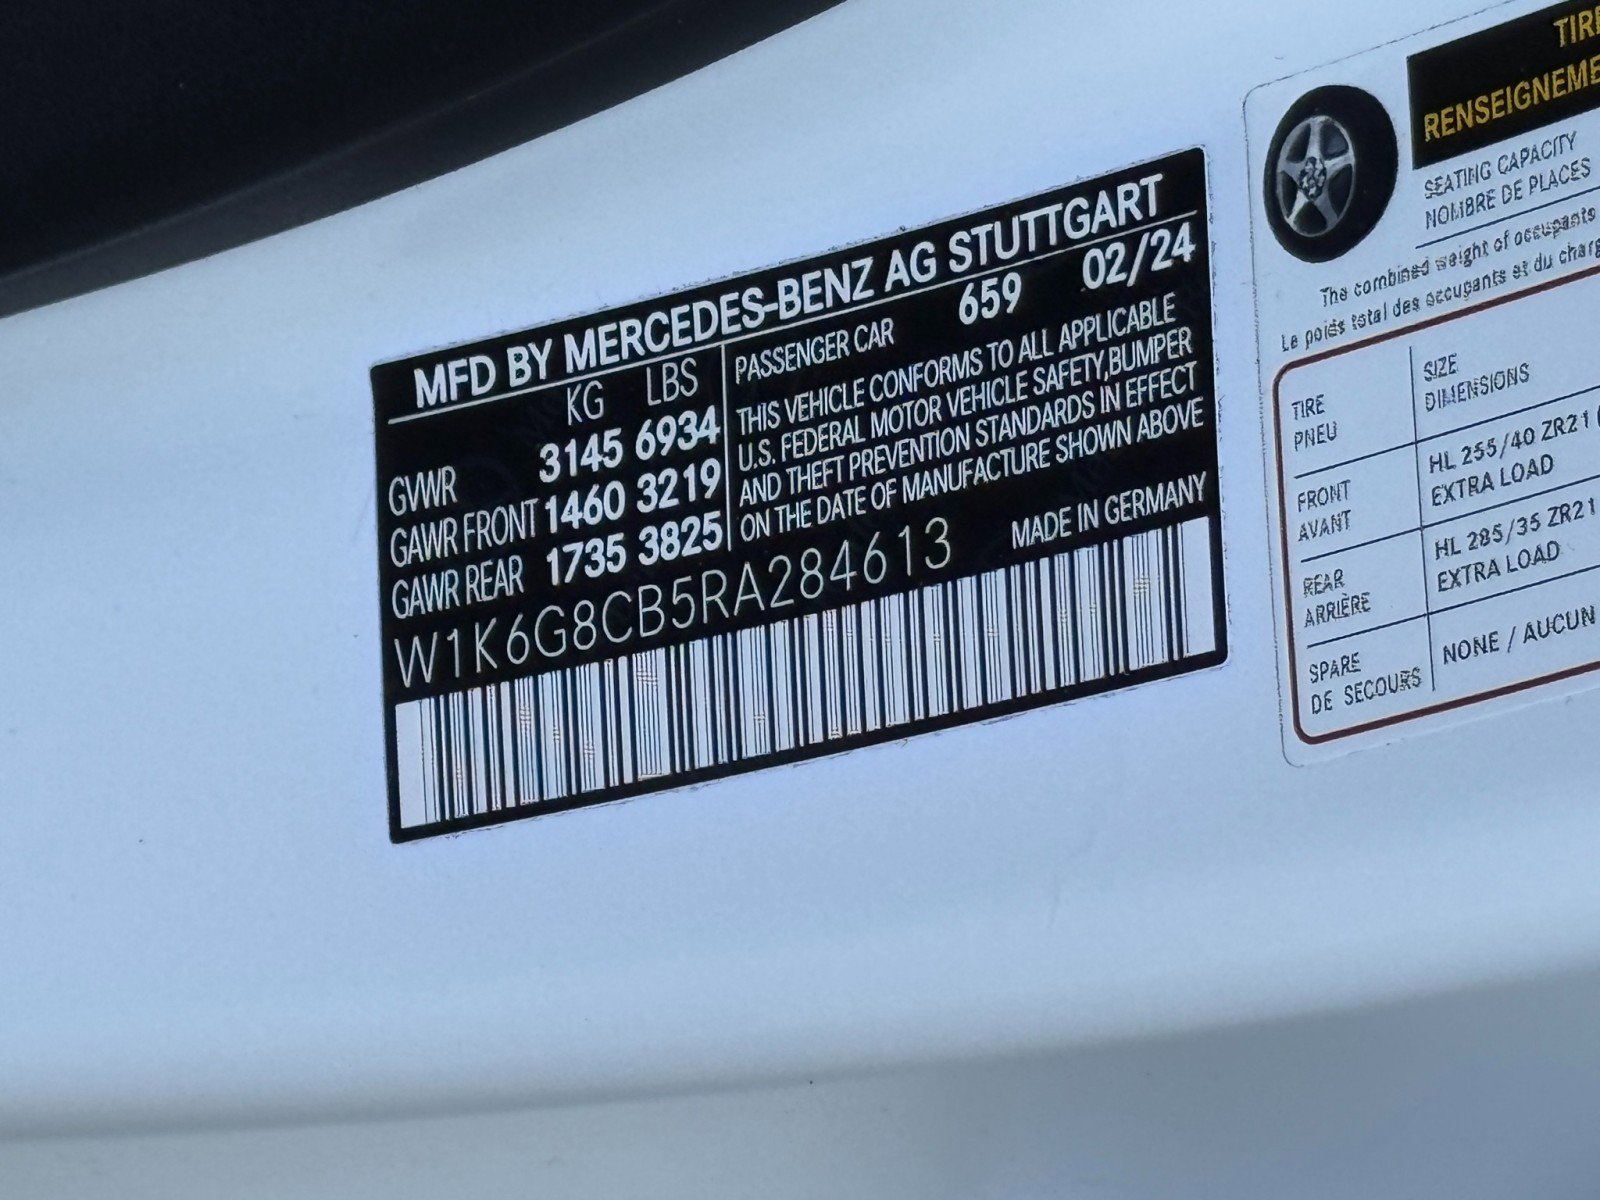 MFD BY MERCEDES-BENZ AG STUTTGART
KG LBS
GVWR 3145 6934
GAWR FRONT 1460 3219
GAWR REAR 1735 3825
PASSENGER CAR 659 02/24
THIS VEHICLE CONFORMS TO ALL APPLICABLE
U.S. FEDERAL MOTOR VEHICLE SAFETY,BUMPER
AND THEFT PREVENTION STANDARDS IN EFFECT
ON THE DATE OF MANUFACTURE SHOWN ABOVE
W1K6G8CB5RA284613 MADE IN GERMANY
SEATING CAPACITY
NOMBRE DE PLACES
The combined weight of occupants
Le poids total des occupants et du
TIRE
PNEU
SIZE
DIMENSIONS
FRONT
AVANT
HL 255/40 ZR21
EXTRA LOAD
REAR
ARRIÈRE
HL 285/35 ZR21
EXTRA LOAD
SPARE
DE SECOURS
NONE / AUCUN